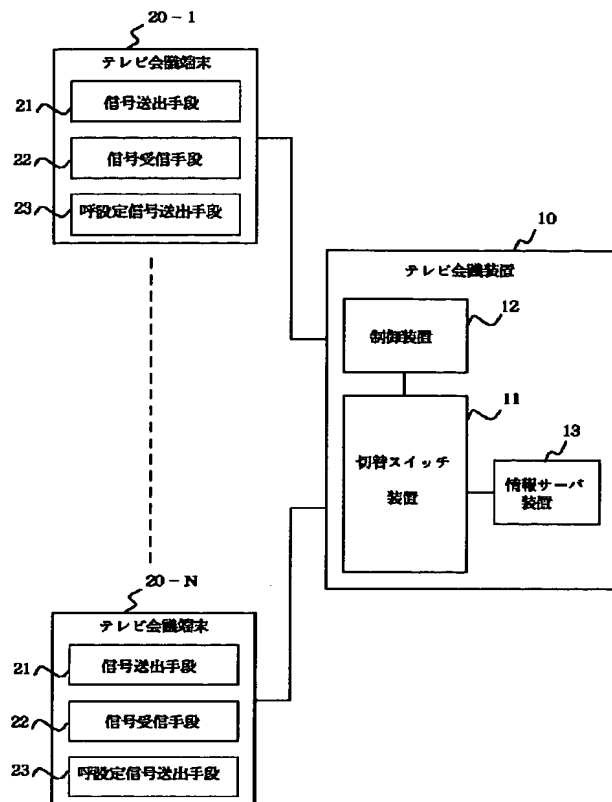 20-1
テレビ会議端末
21
信号送出手段
22
信号受信手段
23
呼設定信号送出手段
10
テレビ会議装置
12
制御装置
11
切替スイッチ
装置
13
情報サーバ
装置
20-N
テレビ会議端末
21
信号送出手段
22
信号受信手段
23
呼設定信号送出手段